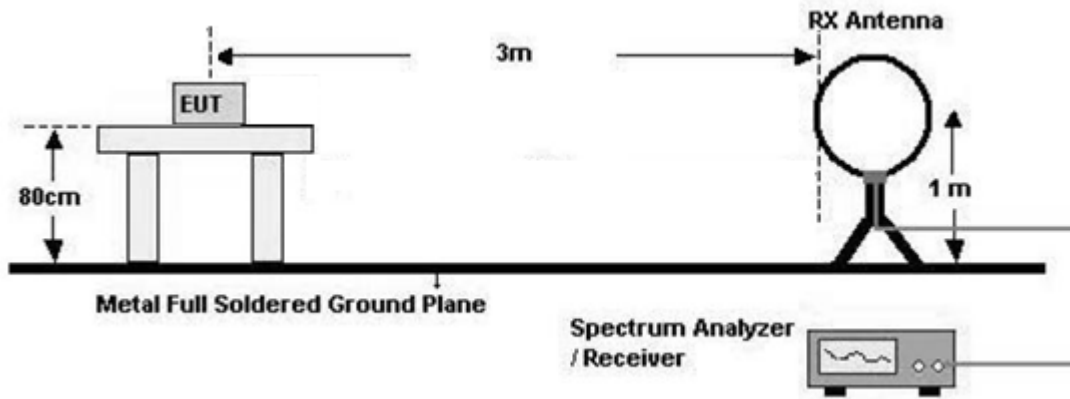 RX Antenna
3m
EUT
80cm
1 m
Metal Full Soldered Ground Plane
Spectrum Analyzer
/ Receiver